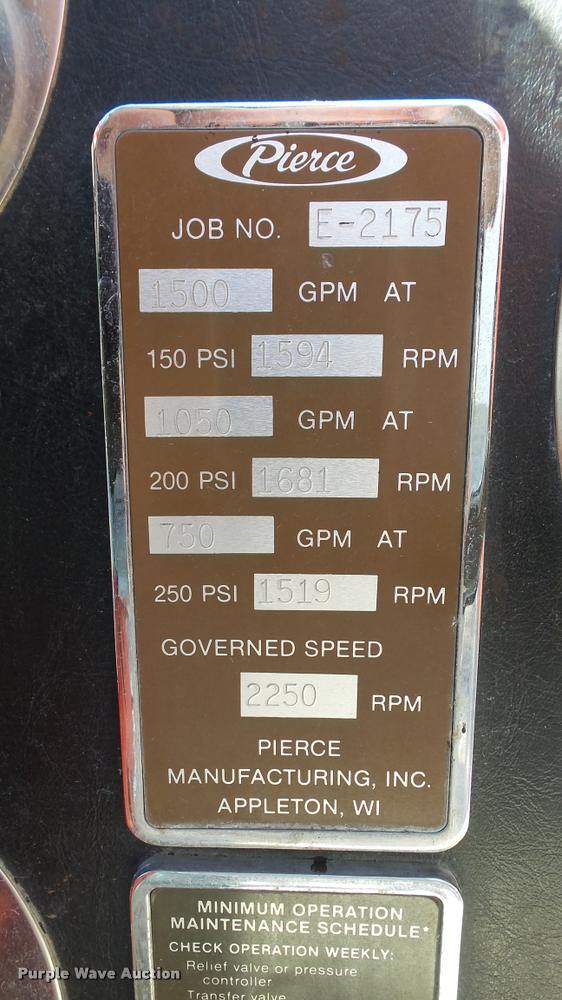 Pierce
JOB NO. E-2175
1500 GPM AT
150 PSI 1594 RPM
1050 GPM AT
200 PSI 1681 RPM
750 GPM AT
250 PSI 1519 RPM
GOVERNED SPEED
2250 RPM
PIERCE
MANUFACTURING, INC.
APPLETON, WI
MINIMUM OPERATION
MAINTENANCE SCHEDULE*
CHECK OPERATION WEEKLY:
Relief valve or pressure
controller
Transfer valve
Purple Wave Auction